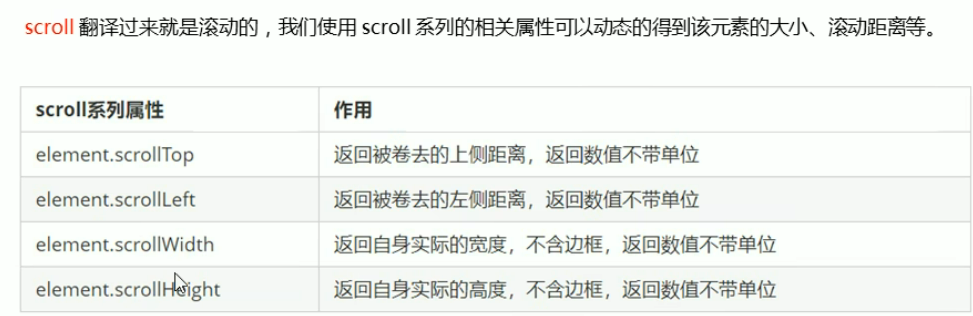 scroll 翻译过来就是滚动的，我们使用 scroll 系列的相关属性可以动态的得到该元素的大小、滚动距离等。
scroll系列属性 作用
element.scrollTop 返回被卷去的上侧距离，返回数值不带单位
element.scrollLeft 返回被卷去的左侧距离，返回数值不带单位
element.scrollWidth 返回自身实际的宽度，不含边框，返回数值不带单位
element.scrollHeight 返回自身实际的高度，不含边框，返回数值不带单位